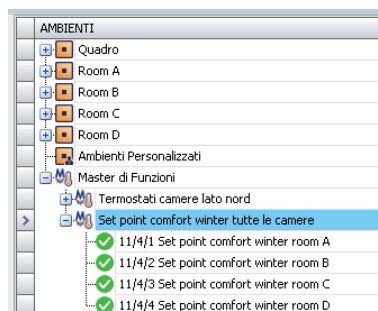 AMBIENTI
Quadro
Room A
Room B
Room C
Room D
Ambienti Personalizzati
Master di Funzioni
Termostati camere lato nord
Set point comfort winter tutte le camere
11/4/1 Set point comfort winter room A
11/4/2 Set point comfort winter room B
11/4/3 Set point comfort winter room C
11/4/4 Set point comfort winter room D